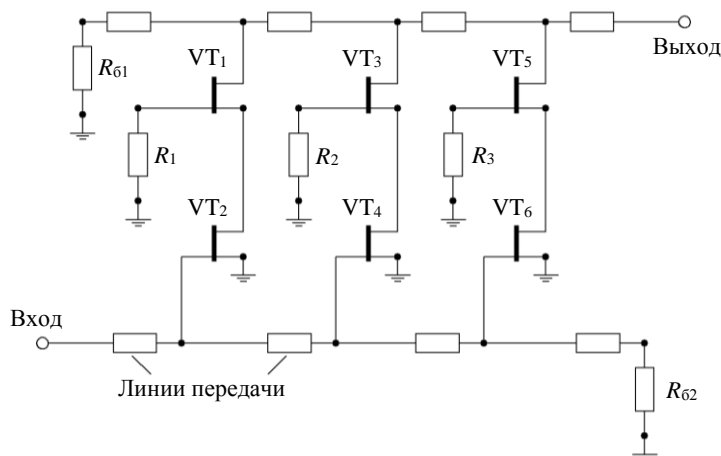 Выход
Rб1
VT1
VT3
VT5
R1
R2
R3
VT2
VT4
VT6
Вход
Линии передачи
Rб2